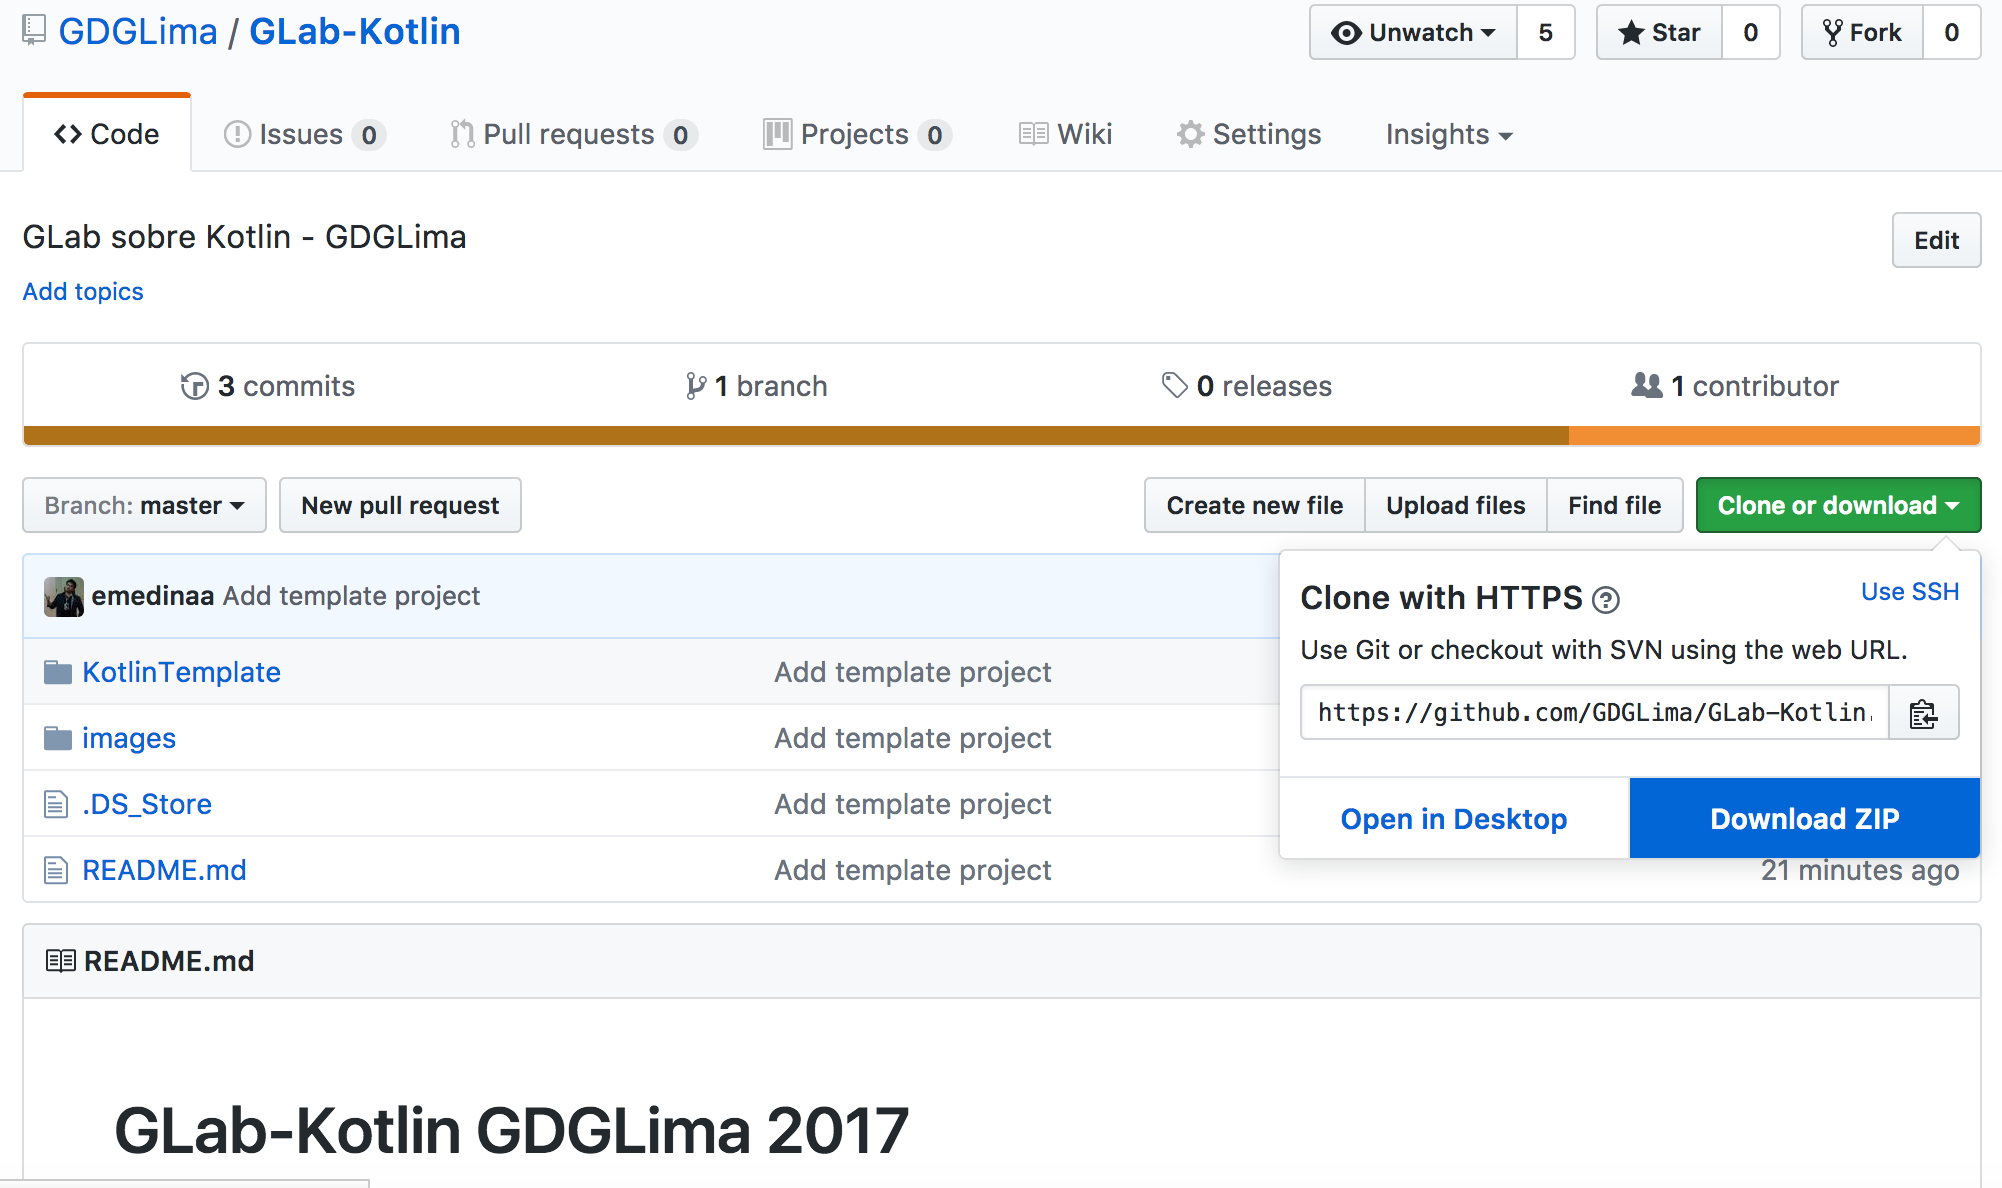 GDGLima / GLab-Kotlin
Unwatch 5 Star 0 Fork 0
Code Issues 0 Pull requests 0 Projects 0 Wiki Settings Insights
GLab sobre Kotlin - GDGLima
Edit
Add topics
3 commits 1 branch 0 releases 1 contributor
Branch: master New pull request Create new file Upload files Find file Clone or download
emedinaa Add template project
KotlinTemplate Add template project
images Add template project
.DS_Store Add template project
README.md Add template project 21 minutes ago
Clone with HTTPS ?
Use SSH
Use Git or checkout with SVN using the web URL.
https://github.com/GDGLima/GLab-Kotlin.
Open in Desktop Download ZIP
README.md
GLab-Kotlin GDGLima 2017